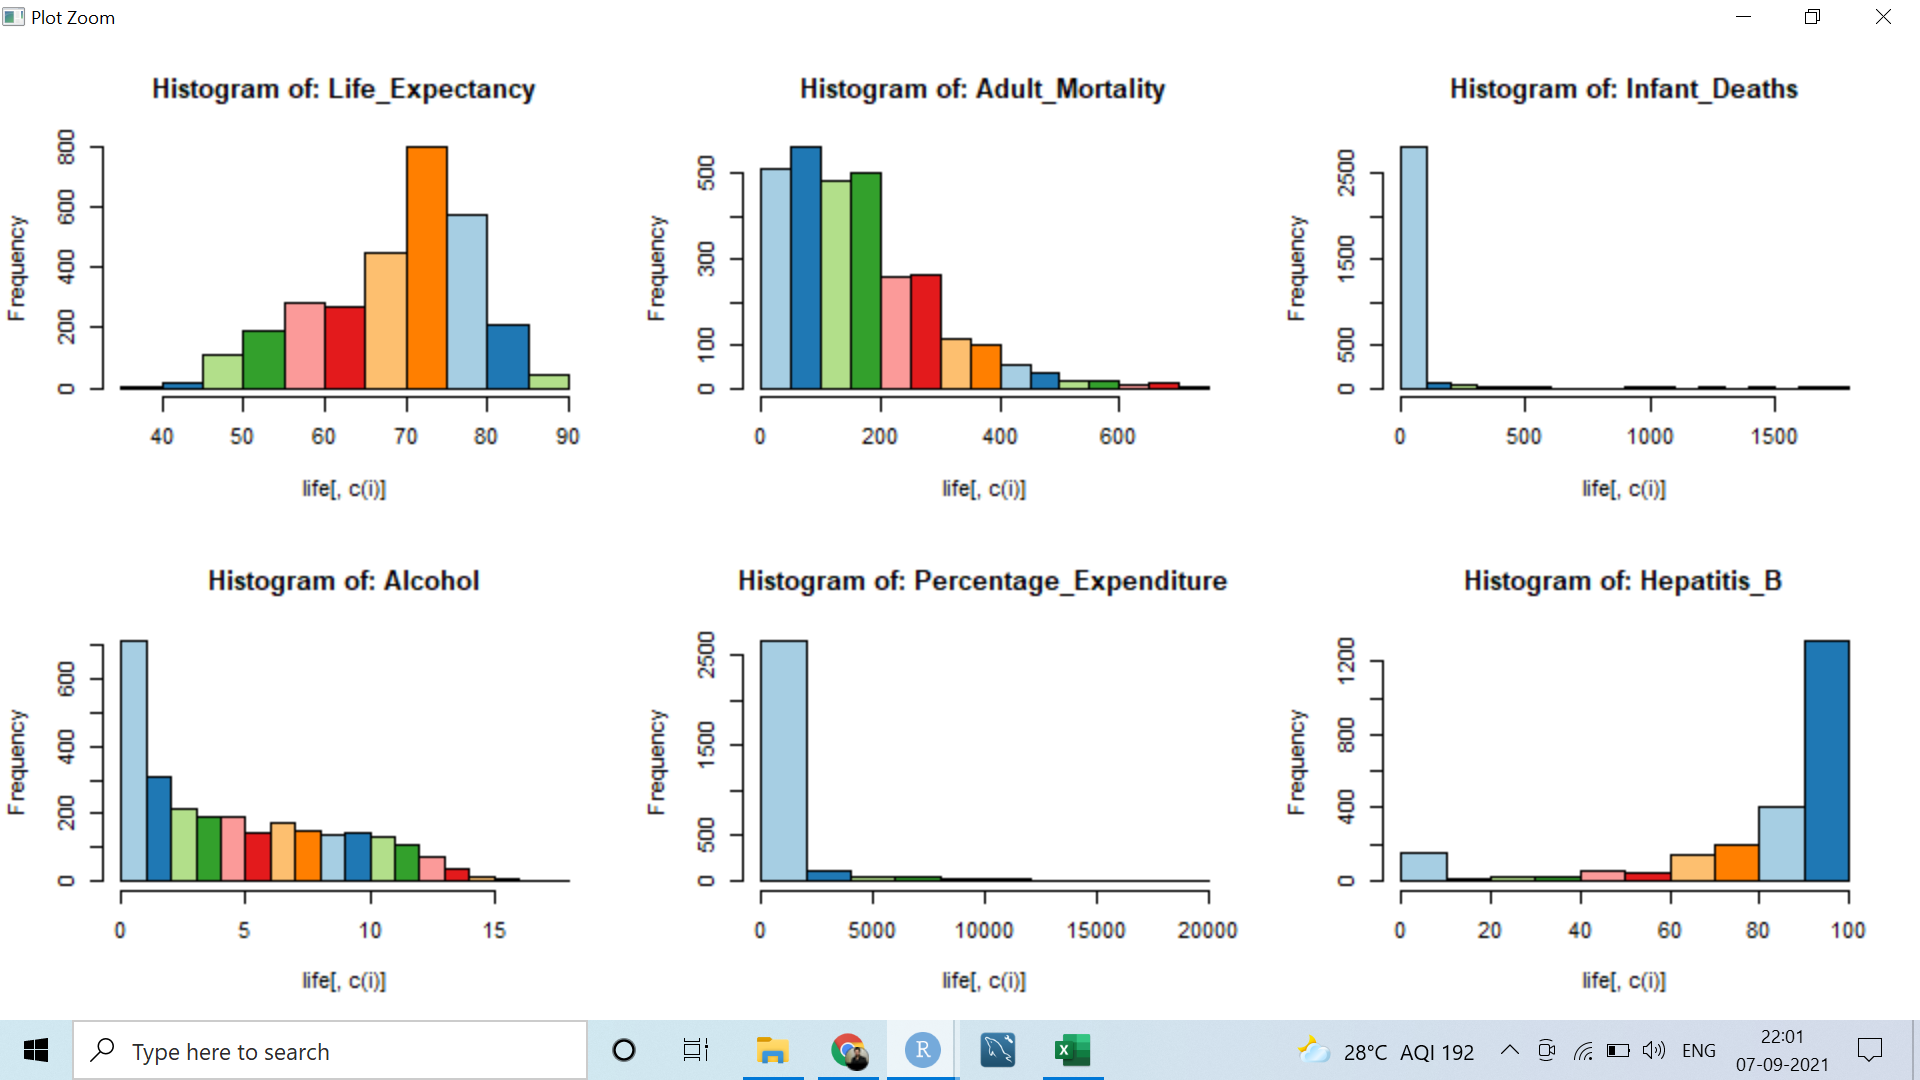 Plot Zoom
Histogram of: Life_Expectancy
Frequency
0 200 400 600 800
40 50 60 70 80 90
life[, c(i)]
Histogram of: Adult_Mortality
Frequency
0 100 300 500
0 200 400 600
life[, c(i)]
Histogram of: Infant_Deaths
Frequency
0 500 1500 2500
0 500 1000 1500
life[, c(i)]
Histogram of: Alcohol
Frequency
0 200 400 600
0 5 10 15
life[, c(i)]
Histogram of: Percentage_Expenditure
Frequency
0 500 1500 2500
0 5000 10000 15000 20000
life[, c(i)]
Histogram of: Hepatitis_B
Frequency
0 400 800 1200
0 20 40 60 80 100
life[, c(i)]
Type here to search
R
X
28°C AQI 192
ENG
22:01
07-09-2021